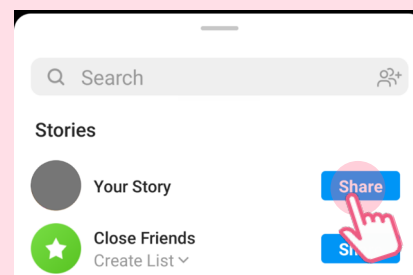 Search
Stories
Your Story
Share
Close Friends
Create List